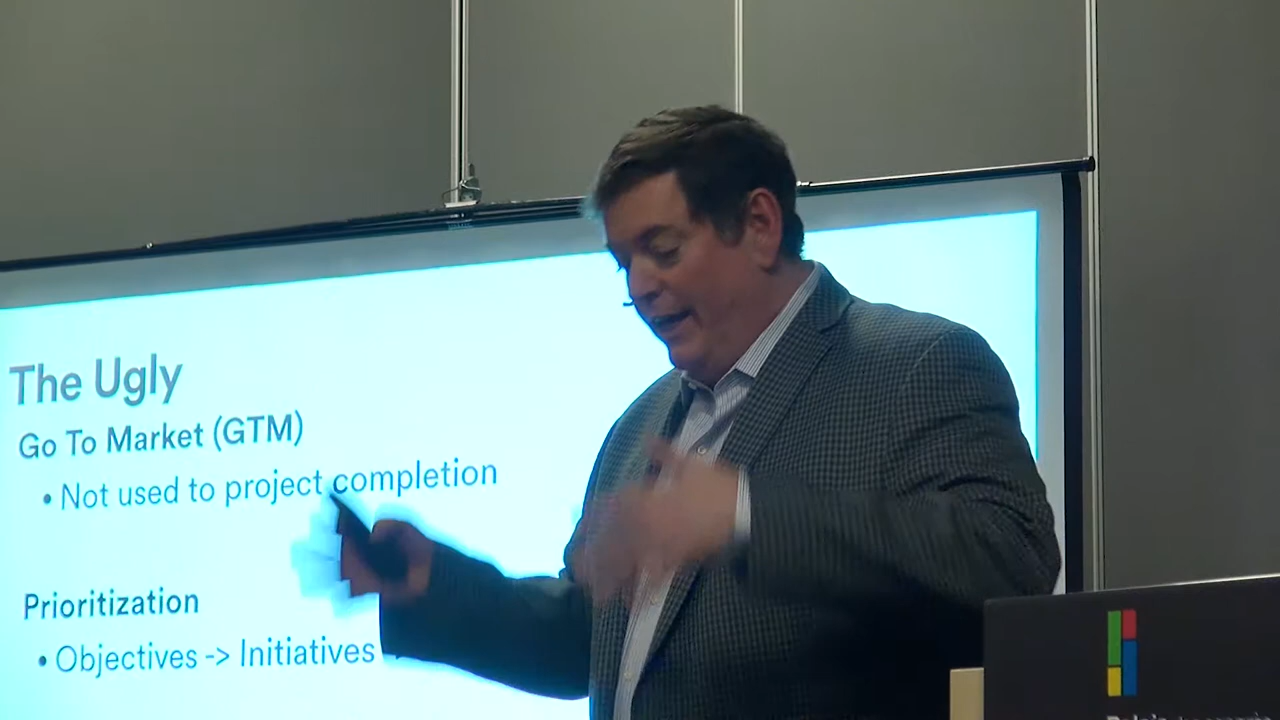 The Ugly
Go To Market (GTM)
• Not used to project completion
Prioritization
• Objectives -> Initiatives